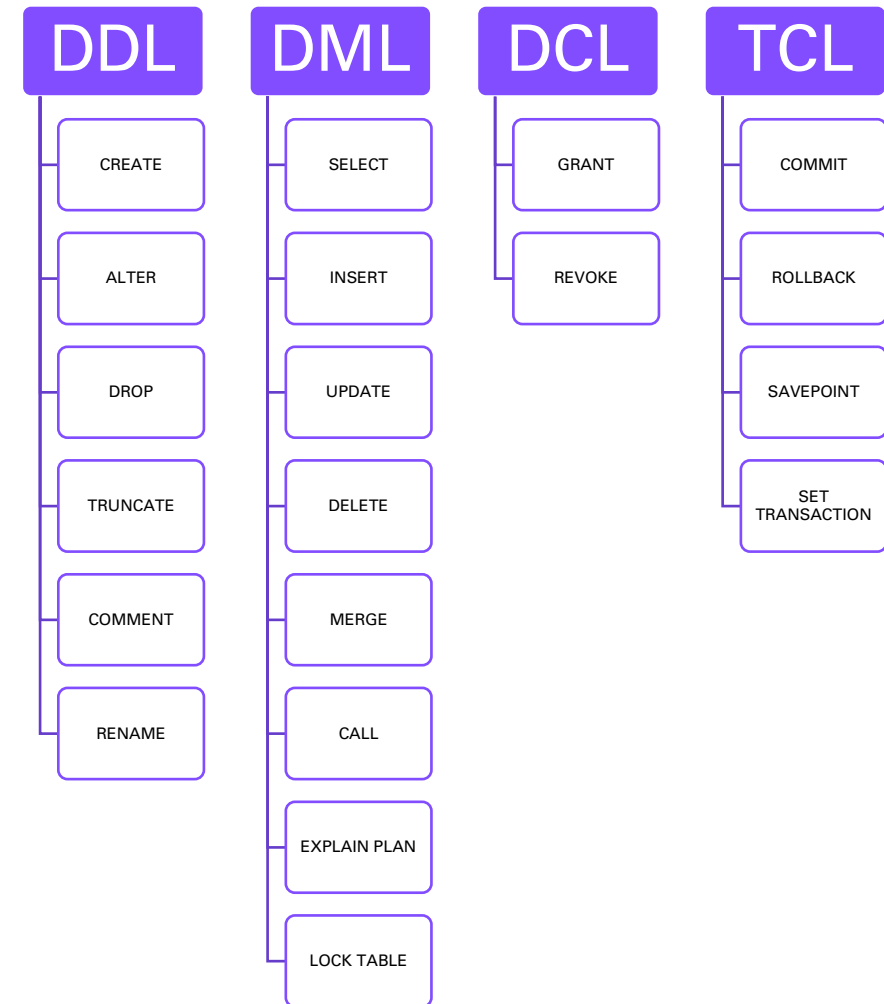 DDL
CREATE
ALTER
DROP
TRUNCATE
COMMENT
RENAME
DML
SELECT
INSERT
UPDATE
DELETE
MERGE
CALL
EXPLAIN PLAN
LOCK TABLE
DCL
GRANT
REVOKE
TCL
COMMIT
ROLLBACK
SAVEPOINT
SET
TRANSACTION